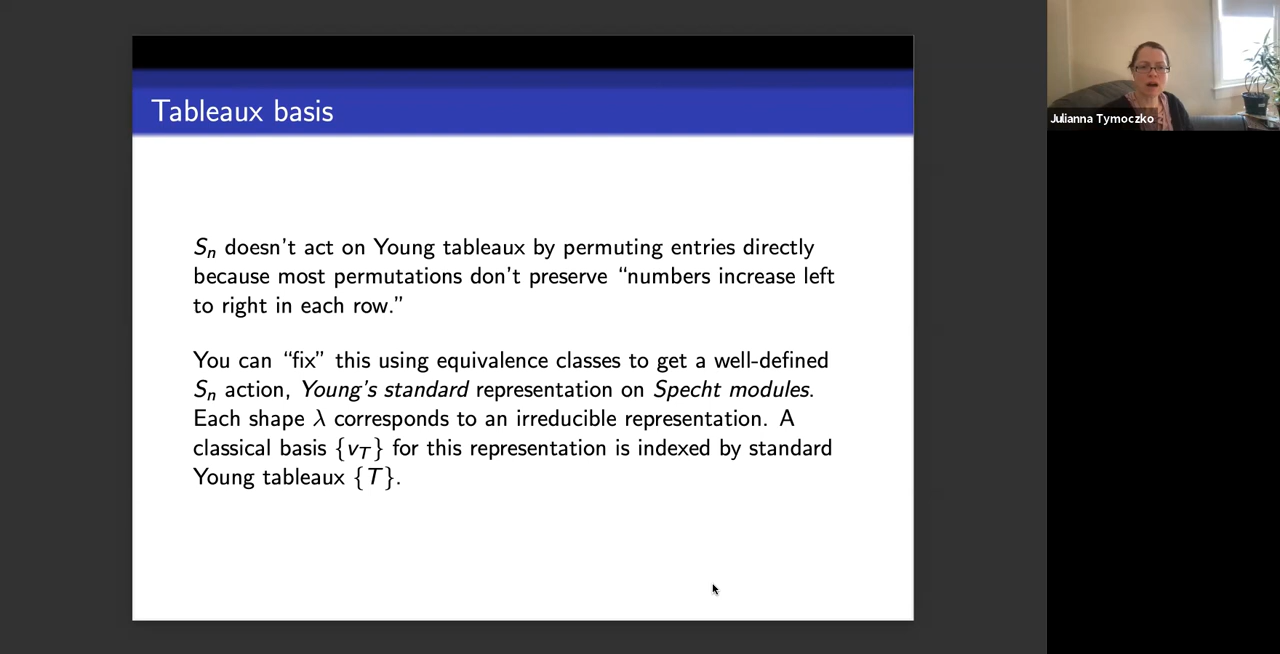 Tableaux basis
Sn doesn't act on Young tableaux by permuting entries directly
because most permutations don't preserve “numbers increase left
to right in each row.”
You can “fix” this using equivalence classes to get a well-defined
Sn action, Young's standard representation on Specht modules.
Each shape λ corresponds to an irreducible representation. A
classical basis {vT} for this representation is indexed by standard
Young tableaux {T}.
Julianna Tymoczko